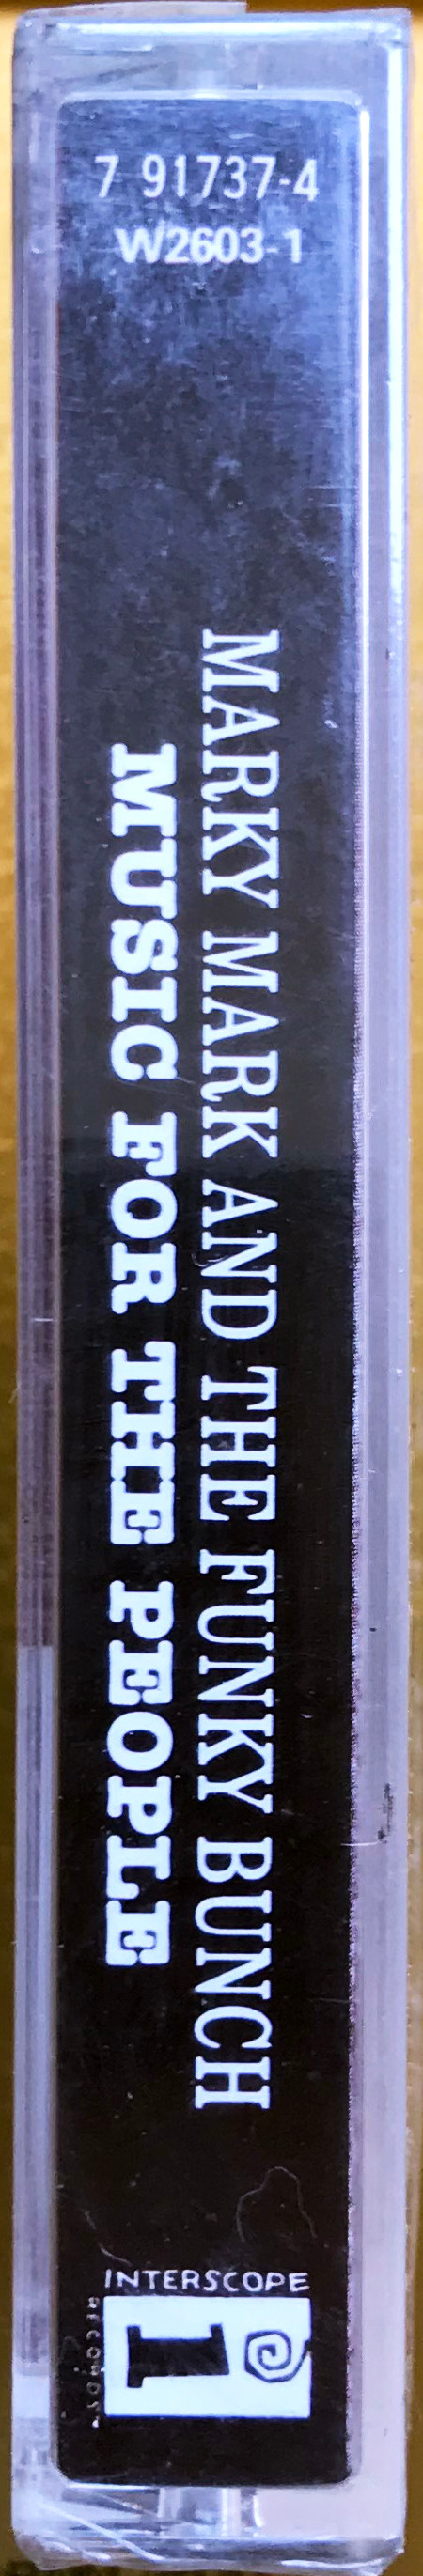 7 91737-4
W2603-1
MARKY MARK AND THE FUNKY BUNCH
MUSIC FOR THE PEOPLE
INTERSCOPE
RECORDS